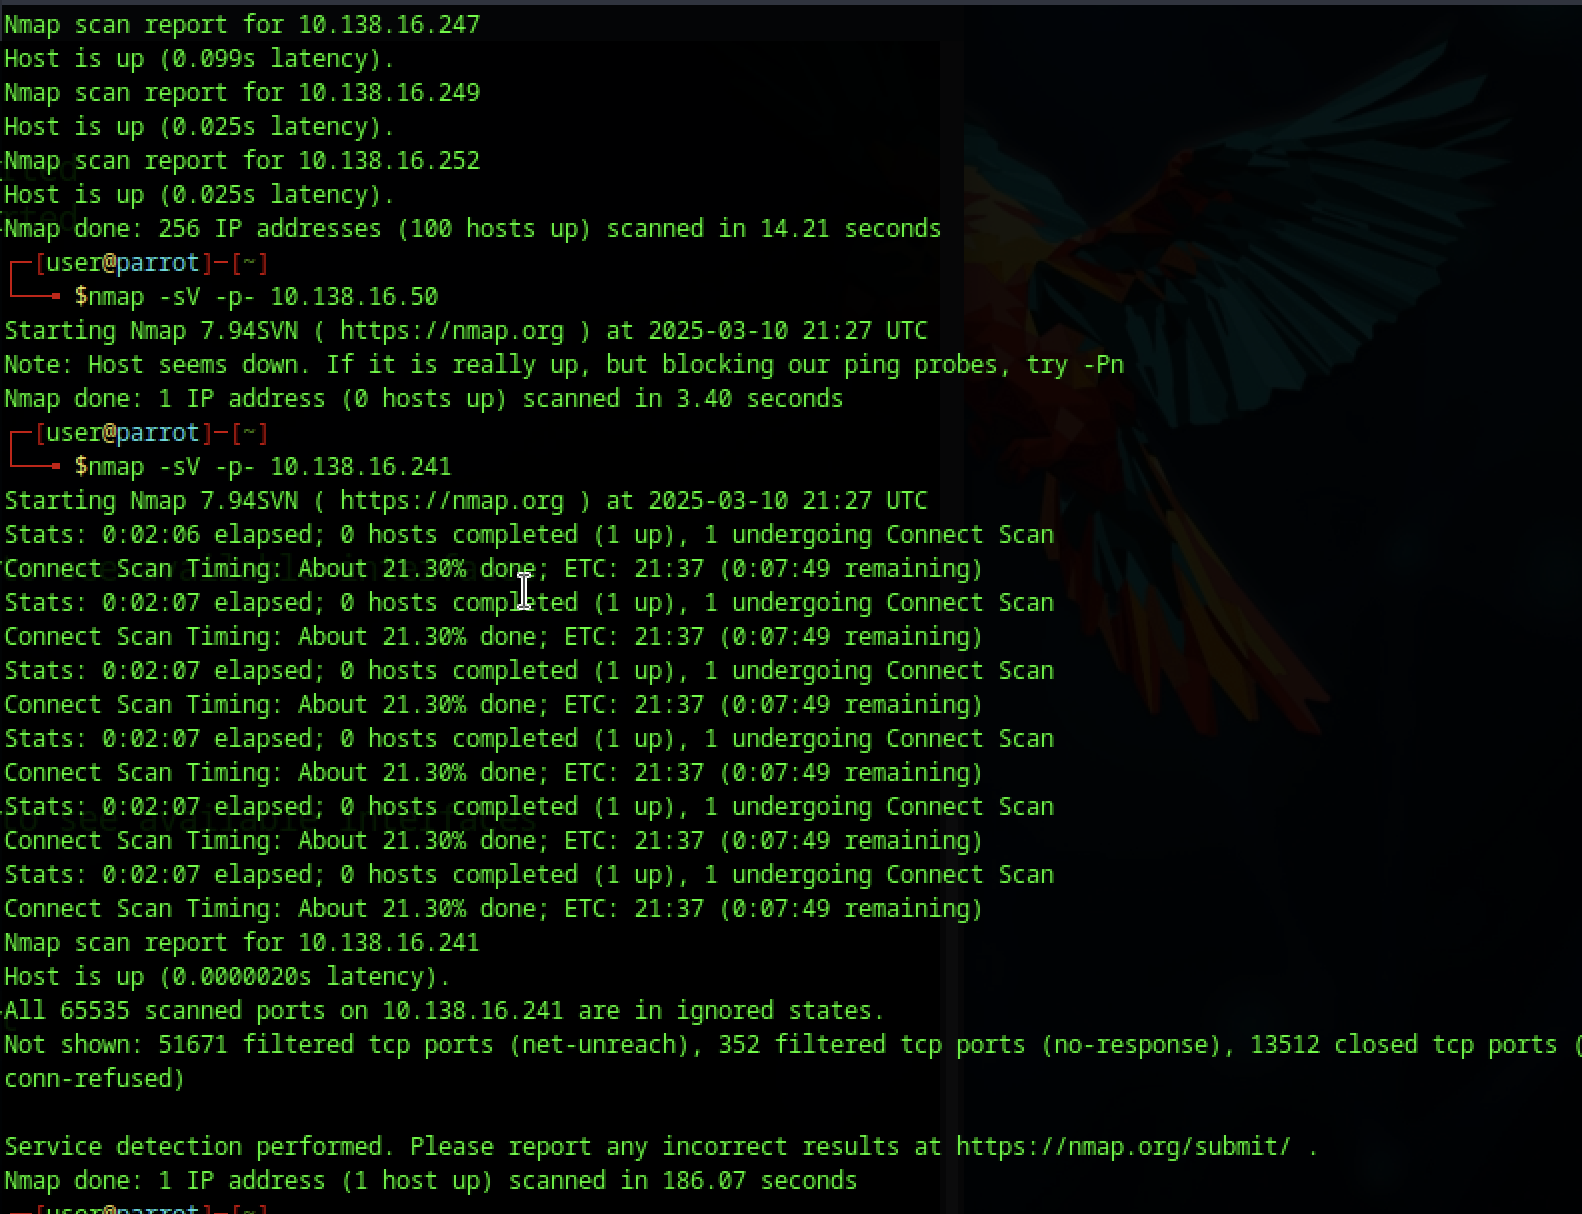 Nmap scan report for 10.138.16.247
Host is up (0.099s latency).
Nmap scan report for 10.138.16.249
Host is up (0.025s latency).
Nmap scan report for 10.138.16.252
Host is up (0.025s latency).
Nmap done: 256 IP addresses (100 hosts up) scanned in 14.21 seconds
[user@parrot]-[~]
$nmap -sV -p- 10.138.16.50
Starting Nmap 7.94SVN ( https://nmap.org ) at 2025-03-10 21:27 UTC
Note: Host seems down. If it is really up, but blocking our ping probes, try -Pn
Nmap done: 1 IP address (0 hosts up) scanned in 3.40 seconds
[user@parrot]-[~]
$nmap -sV -p- 10.138.16.241
Starting Nmap 7.94SVN ( https://nmap.org ) at 2025-03-10 21:27 UTC
Stats: 0:02:06 elapsed; 0 hosts completed (1 up), 1 undergoing Connect Scan
Connect Scan Timing: About 21.30% done; ETC: 21:37 (0:07:49 remaining)
Stats: 0:02:07 elapsed; 0 hosts completed (1 up), 1 undergoing Connect Scan
Connect Scan Timing: About 21.30% done; ETC: 21:37 (0:07:49 remaining)
Stats: 0:02:07 elapsed; 0 hosts completed (1 up), 1 undergoing Connect Scan
Connect Scan Timing: About 21.30% done; ETC: 21:37 (0:07:49 remaining)
Stats: 0:02:07 elapsed; 0 hosts completed (1 up), 1 undergoing Connect Scan
Connect Scan Timing: About 21.30% done; ETC: 21:37 (0:07:49 remaining)
Stats: 0:02:07 elapsed; 0 hosts completed (1 up), 1 undergoing Connect Scan
Connect Scan Timing: About 21.30% done; ETC: 21:37 (0:07:49 remaining)
Stats: 0:02:07 elapsed; 0 hosts completed (1 up), 1 undergoing Connect Scan
Connect Scan Timing: About 21.30% done; ETC: 21:37 (0:07:49 remaining)
Nmap scan report for 10.138.16.241
Host is up (0.0000020s latency).
All 65535 scanned ports on 10.138.16.241 are in ignored states.
Not shown: 51671 filtered tcp ports (net-unreach), 352 filtered tcp ports (no-response), 13512 closed tcp ports (
conn-refused)
Service detection performed. Please report any incorrect results at https://nmap.org/submit/ .
Nmap done: 1 IP address (1 host up) scanned in 186.07 seconds
[user@parrot]-[~]